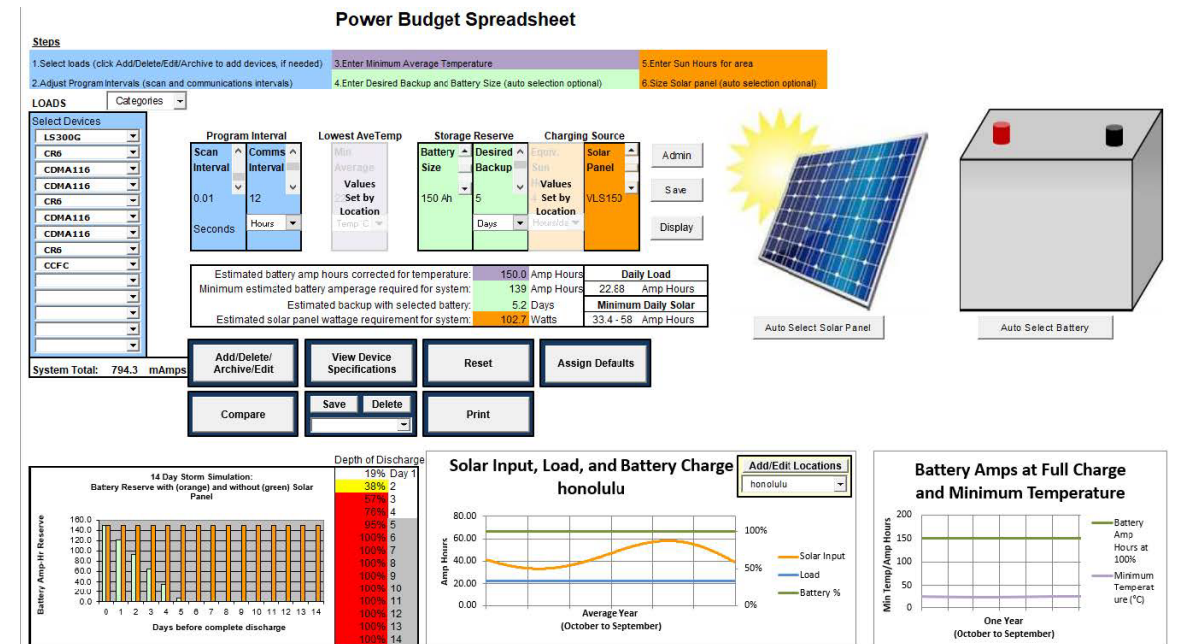 Power Budget Spreadsheet
Steps
1.Select loads (click Add/Delete/Edit/Archive to add devices, if needed)
3.Enter Minimum Average Temperature
5.Enter Sun Hours for area
2.Adjust Program Intervals (scan and communications intervals)
4.Enter Desired Backup and Battery Size (auto selection optional)
6.Size Solar panel (auto selection optional)
LOADS
Categories
Select Devices
LS300G
CR6
CDMA116
CDMA116
CR6
CDMA116
CDMA116
CR6
CCFC
System Total: 794.3 mAmps
Program Interval
Lowest AveTemp
Storage Reserve
Charging Source
Scan Interval
0.01
Seconds
Comms Interval
12
Hours
Min Average
Values Set by Location
Temp C
Battery Size
150 Ah
Desired Backup
5
Days
Equiv. Sun
Values Set by Location
Solar Panel
VLS150
Admin
Save
Display
Estimated battery amp hours corrected for temperature: 150.0 Amp Hours
Minimum estimated battery amperage required for system: 139 Amp Hours
Estimated backup with selected battery: 5.2 Days
Estimated solar panel wattage requirement for system: 102.7 Watts
Daily Load
22.88 Amp Hours
Minimum Daily Solar
33.4 - 58 Amp Hours
Auto Select Solar Panel
Auto Select Battery
Add/Delete/
Archive/Edit
View Device
Specifications
Reset
Assign Defaults
Compare
Save
Delete
Print
14 Day Storm Simulation:
Batery Reserve with (orange) and without (green) Solar
Panel
Battery Amp-Hr Reserve
160.0
140.0
120.0
100.0
80.0
60.0
40.0
20.0
0.0
0 1 2 3 4 5 6 7 8 9 10 11 12 13 14
Days before complete discharge
Depth of Discharge
19% Day 1
38% 2
57% 3
76% 4
95% 5
100% 6
100% 7
100% 8
100% 9
100% 10
100% 11
100% 12
100% 13
100% 14
Solar Input, Load, and Battery Charge
honolulu
Add/Edit Locations
honolulu
Amp Hours
80.00
60.00
40.00
20.00
0.00
100%
50%
0%
Average Year
(October to September)
Solar Input
Load
Battery %
Battery Amps at Full Charge
and Minimum Temperature
Min Temp/Amp Hours
200
150
100
50
0
One Year
(October to September)
Battery
Amp
Hours at
100%
Minimum
Temperat
ure (°C)